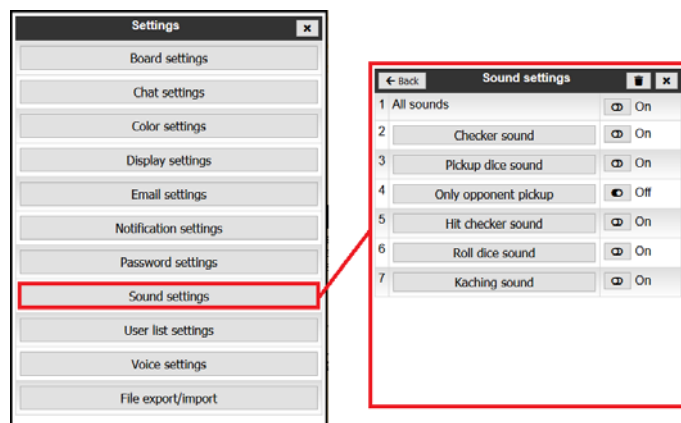 Settings
Board settings
Chat settings
Color settings
Display settings
Email settings
Notification settings
Password settings
Sound settings
User list settings
Voice settings
File export/import
Back Sound settings
1 All sounds On
2 Checker sound On
3 Pickup dice sound On
4 Only opponent pickup Off
5 Hit checker sound On
6 Roll dice sound On
7 Kaching sound On